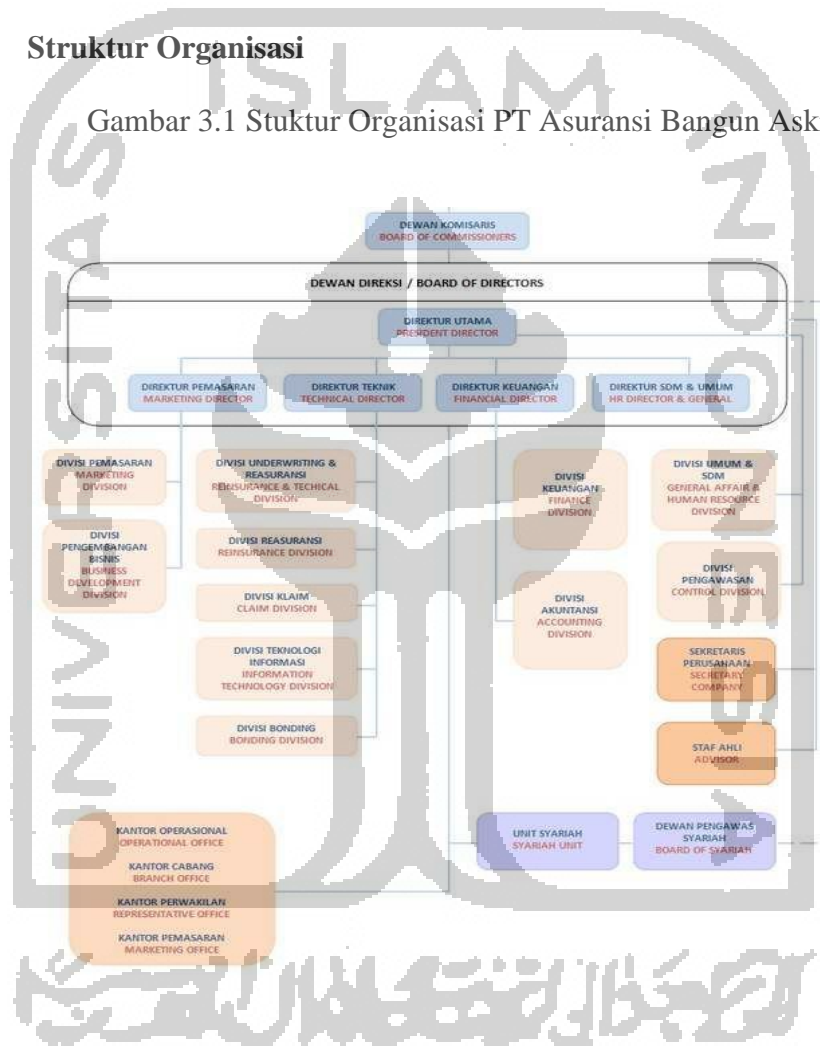 Struktur Organisasi
Gambar 3.1 Stuktur Organisasi PT Asuransi Bangun Ask
DEWAN KOMISARIS
BOARD OF COMMISSIONERS
DEWAN DIREKSI / BOARD OF DIRECTORS
DIREKTUR UTAMA
PRESIDENT DIRECTOR
DIREKTUR PEMASARAN
MARKETING DIRECTOR
DIREKTUR TEKNIK
TECHNICAL DIRECTOR
DIREKTUR KEUANGAN
FINANCIAL DIRECTOR
DIREKTUR SDM & UMUM
HR DIRECTOR & GENERAL
DIVISI PEMASARAN
MARKETING
DIVISION
DIVISI
PENGEMBANGAN
BISNIS
BUSINESS
DEVELOPMENT
DIVISION
DIVISI UNDERWRITING &
REASURANSI
REINSURANCE & TECHICAL
DIVISION
DIVISI REASURANSI
REINSURANCE DIVISION
DIVISI KLAIM
CLAIM DIVISION
DIVISI TEKNOLOGI
INFORMASI
INFORMATION
TECHNOLOGY DIVISION
DIVISI BONDING
BONDING DIVISION
DIVISI
KEUANGAN
FINANCE
DIVISION
DIVISI
AKUNTANSI
ACCOUNTING
DIVISION
DIVISI UMUM &
SDM
GENERAL AFFAIR &
HUMAN RESOURCE
DIVISION
DIVISI
PENGAWASAN
CONTROL DIVISION
SEKRETARIS
PERUSAHAAN
SECRETARY
COMPANY
STAF AHLI
ADVISOR
KANTOR OPERASIONAL
OPERATIONAL OFFICE
KANTOR CABANG
BRANCH OFFICE
KANTOR PERWAKILAN
REPRESENTATIVE OFFICE
KANTOR PEMASARAN
MARKETING OFFICE
UNIT SYARIAH
SYARIAH UNIT
DEWAN PENGAWAS
SYARIAH
BOARD OF SYARIAH
UNIVERSITAS
ISLAM
INDONESIA